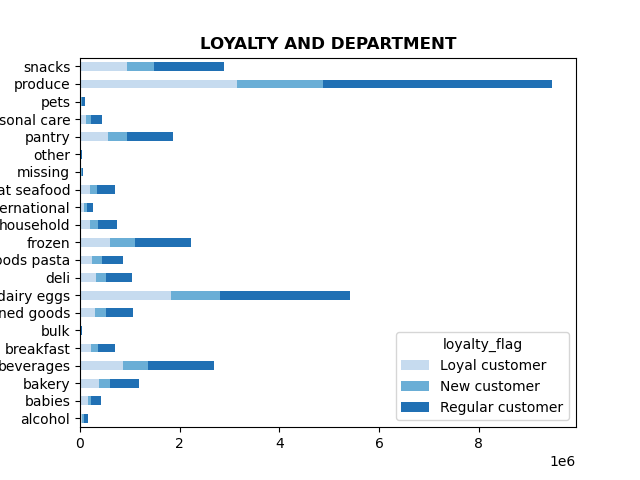 LOYALTY AND DEPARTMENT
snacks
produce
pets
sonal care
pantry
other
missing
at seafood
ernational
household
frozen
oods pasta
deli
dairy eggs
ned goods
bulk
breakfast
beverages
bakery
babies
alcohol
loyalty_flag
Loyal customer
New customer
Regular customer
0 2 4 6 8
1e6